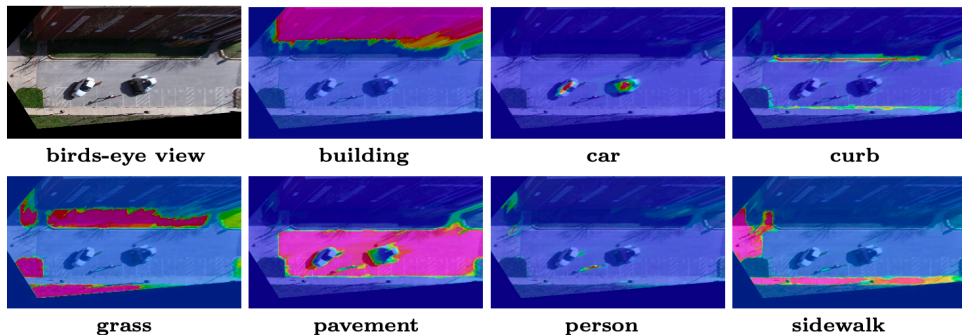 birds-eye view
building
car
curb
grass
pavement
person
sidewalk